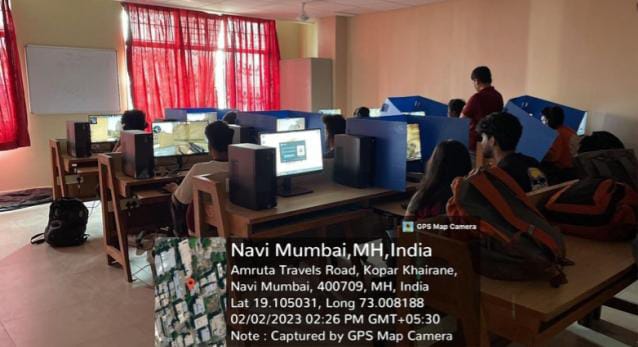 GPS Map Camera
Navi Mumbai,MH,India
Amruta Travels Road, Kopar Khairane,
Navi Mumbai, 400709, MH, India
Lat 19.105031, Long 73.008188
02/02/2023 02:26 PM GMT+05:30
Note : Captured by GPS Map Camera